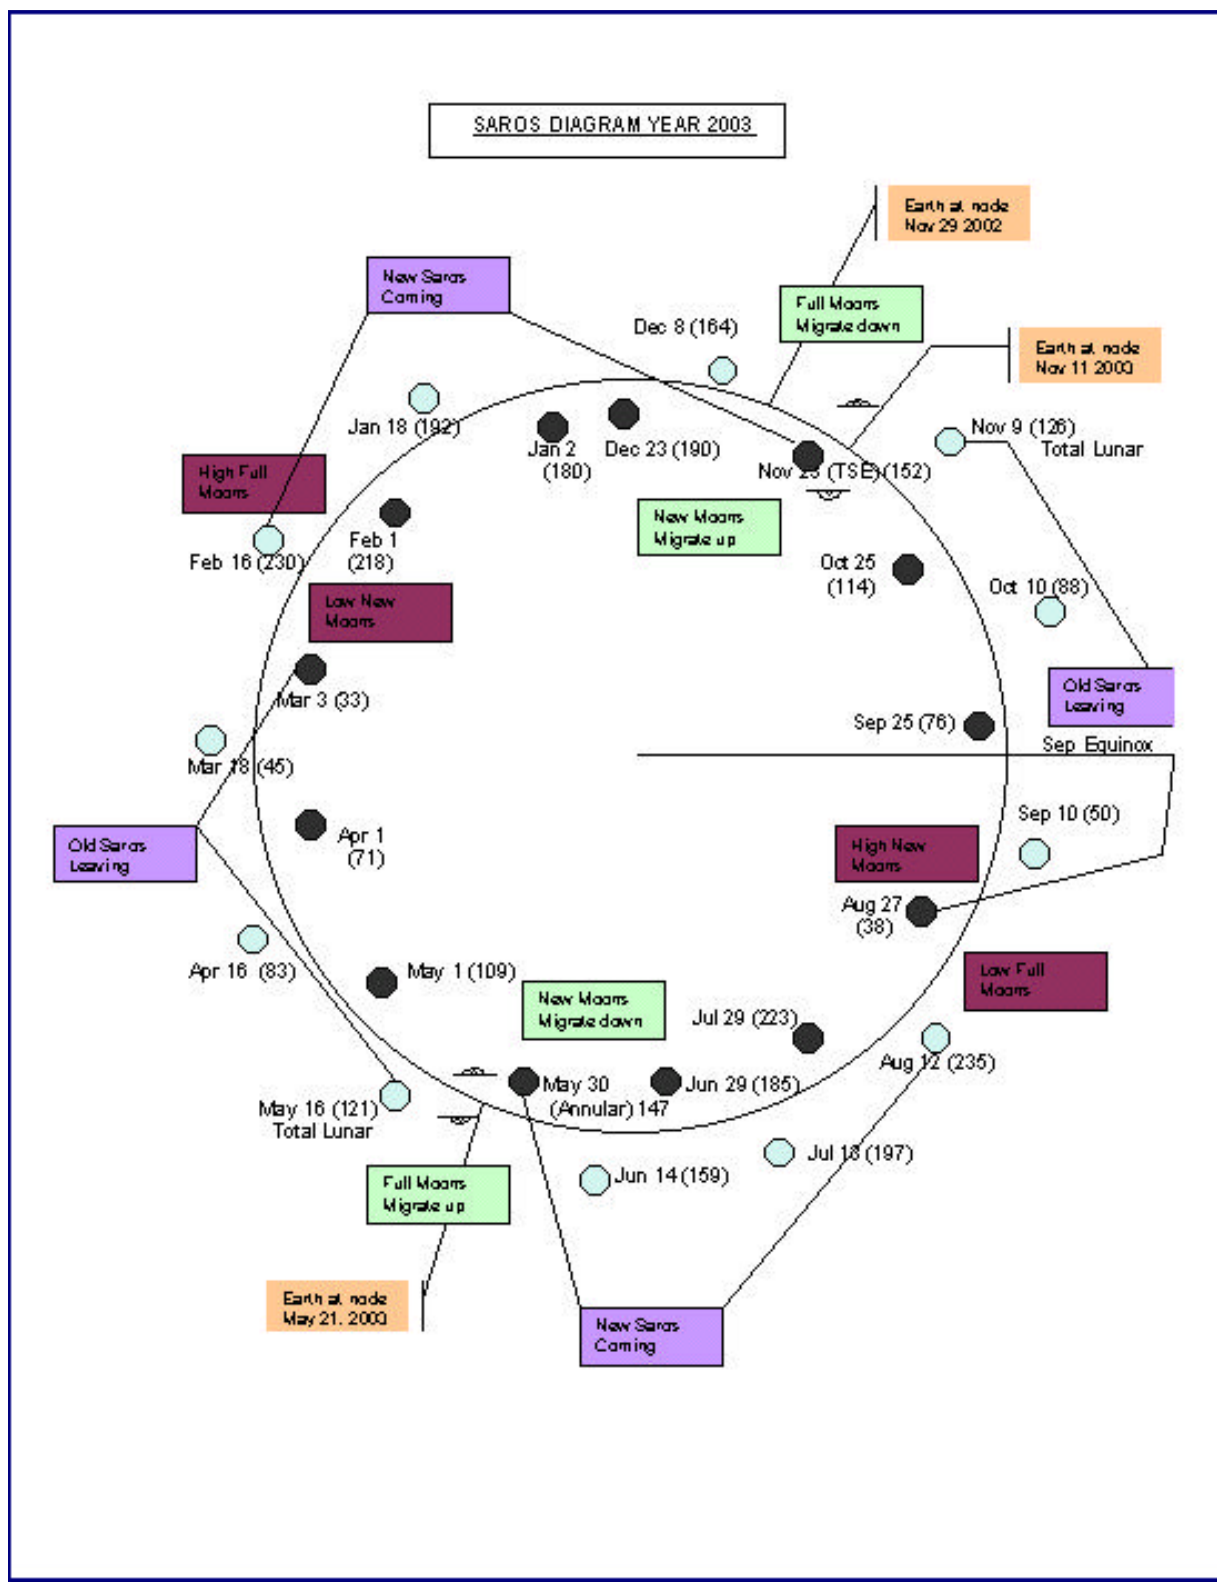 SAROS DIAGRAM YEAR 2003
Earth at node
Nov 29 2002
New Saros
Coming
Full Moons
Migrate down
Dec 8 (164)
Earth at node
Nov 11 2003
Jan 18 (192)
Jan 2
(180)
Dec 23 (190)
Nov 9 (126)
Total Lunar
High Full
Moons
Nov 23 (TSE) (152)
New Moons
Migrate up
Feb 16 (230)
Feb 1
(218)
Oct 25
(114)
Oct 10 (88)
Low New
Moons
Mar 3 (33)
Old Saros
Leaving
Sep 25 (76)
Sep Equinox
Mar 18 (45)
Sep 10 (50)
Old Saros
Leaving
Apr 1
(71)
High New
Moons
Aug 27
(38)
Apr 16 (83)
May 1 (109)
Low Full
Moons
New Moons
Migrate down
Jul 29 (223)
Aug 12 (235)
May 30
(Annular) 147
Jun 29 (185)
May 16 (121)
Total Lunar
Jul 13 (197)
Jun 14 (159)
Full Moons
Migrate up
Earth at node
May 21, 2003
New Saros
Coming